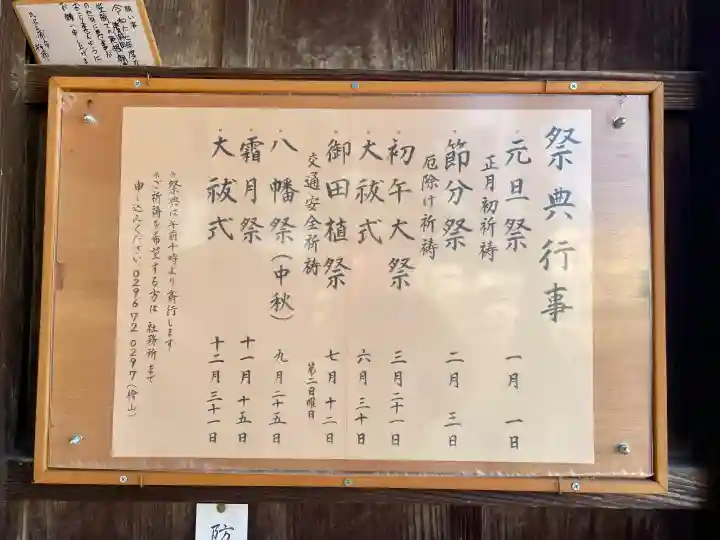 祭典行事
元旦祭 一月 一日
正月初祈祷
節分祭 二月 三日
厄除け祈祷
初午大祭 三月二十一日
大祓式 六月 三十日
御田植祭 七月 十二日
交通安全祈祷 第二日曜日
八幡祭(中秋) 九月二十五日
霜月祭 十一月 十五日
大祓式 十二月 三十一日
※祭典は午前十時より斎行します
※ご祈祷を希望する方は 社務所まで
申し込んください 0296 72 0297(檜山)
願い事
防